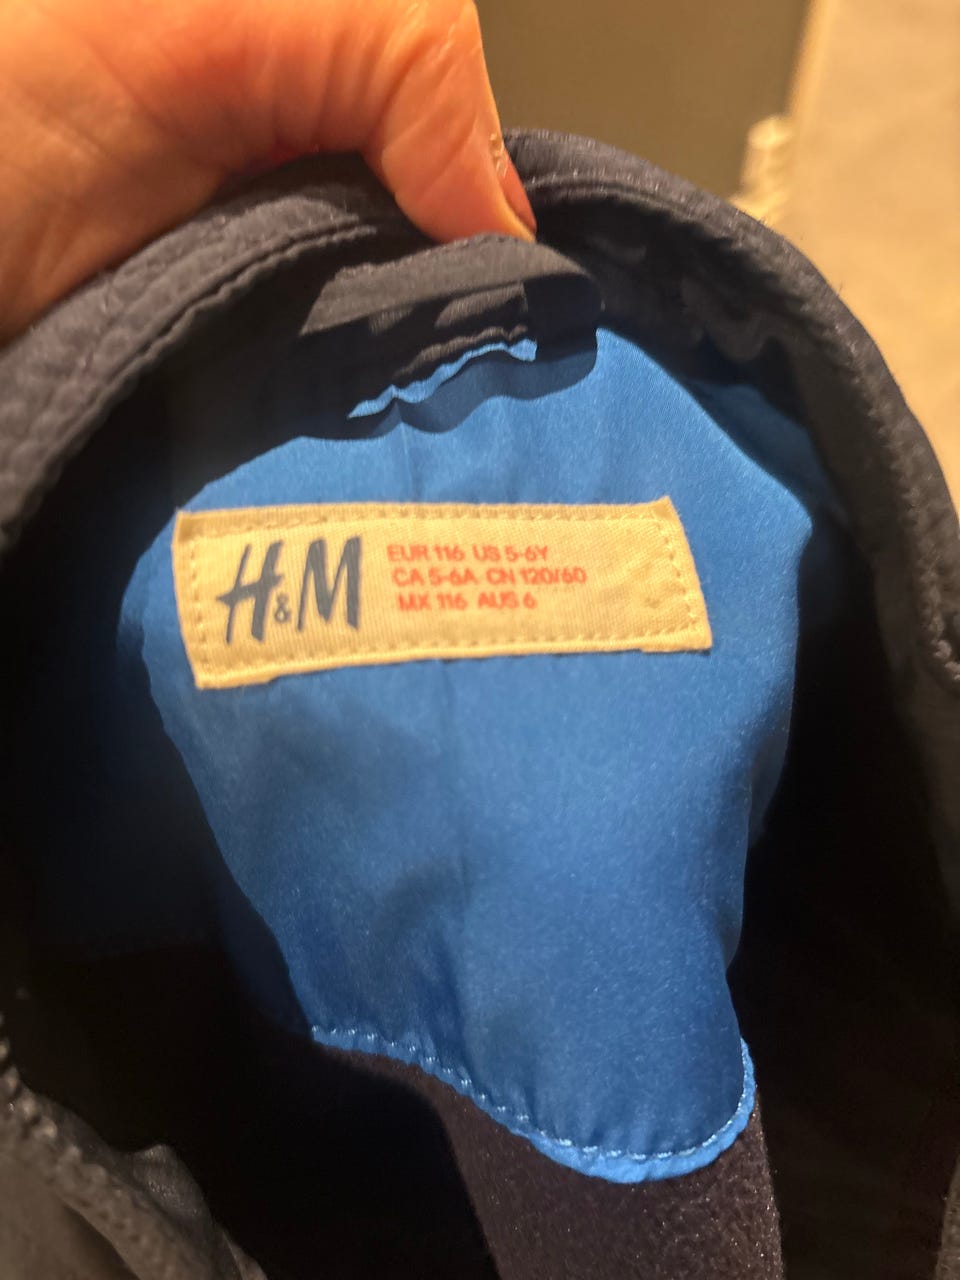 H&M
EUR 116 US 5-6Y
CA 5-6A CN 120/60
MX 116 AUS 6